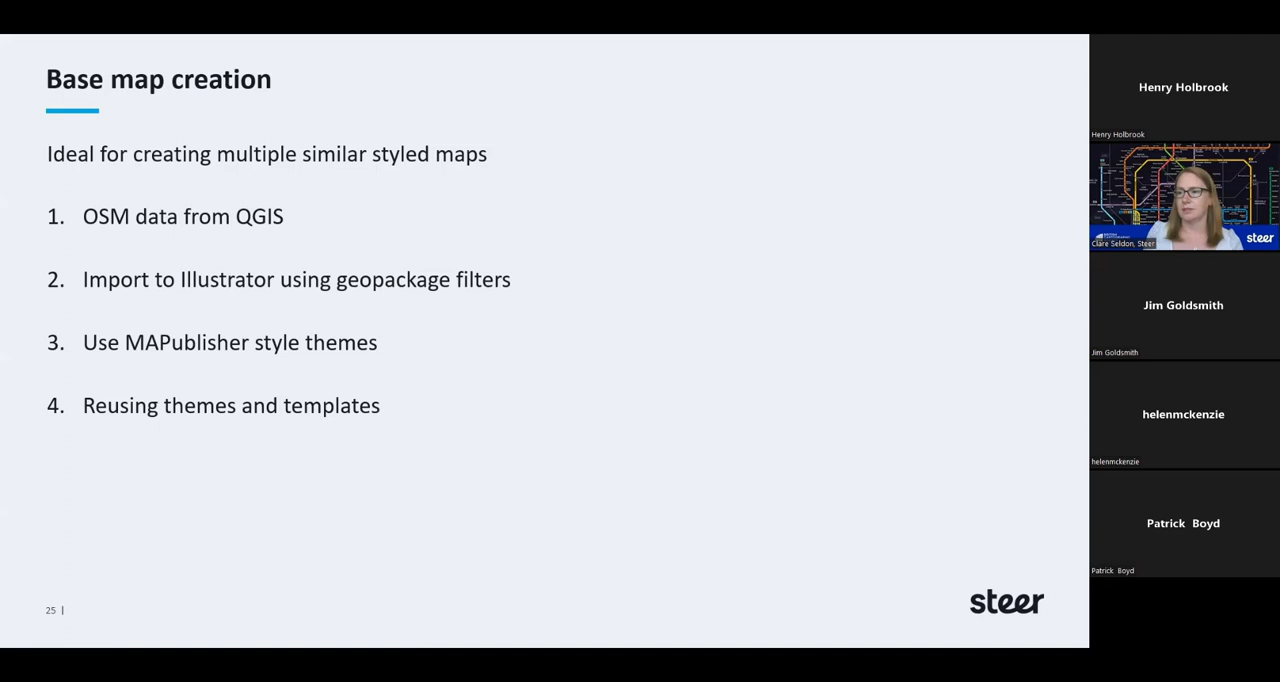 Base map creation
Ideal for creating multiple similar styled maps
1. OSM data from QGIS
2. Import to Illustrator using geopackage filters
3. Use MAPublisher style themes
4. Reusing themes and templates
25 |
steer
Henry Holbrook
Henry Holbrook
steer
Clare Seldon, Steer
Jim Goldsmith
Jim Goldsmith
helenmckenzie
helenmckenzie
Patrick Boyd
Patrick Boyd